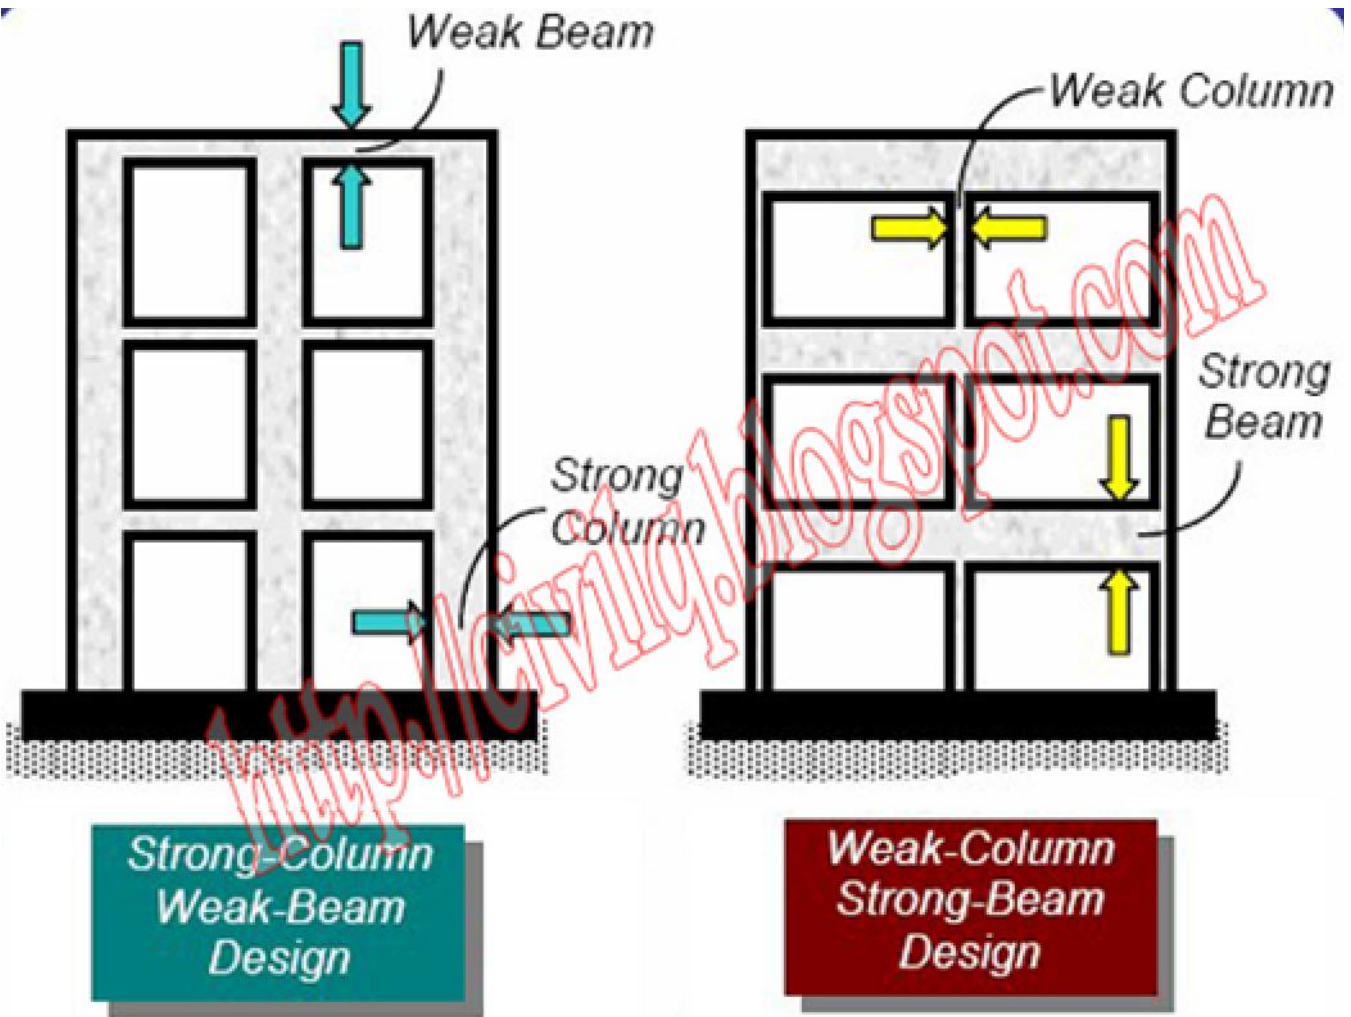 Weak Beam
Weak Column
Strong
Beam
Strong
Column
http://civilq.blogspot.com
Strong-Column
Weak-Beam
Design
Weak-Column
Strong-Beam
Design